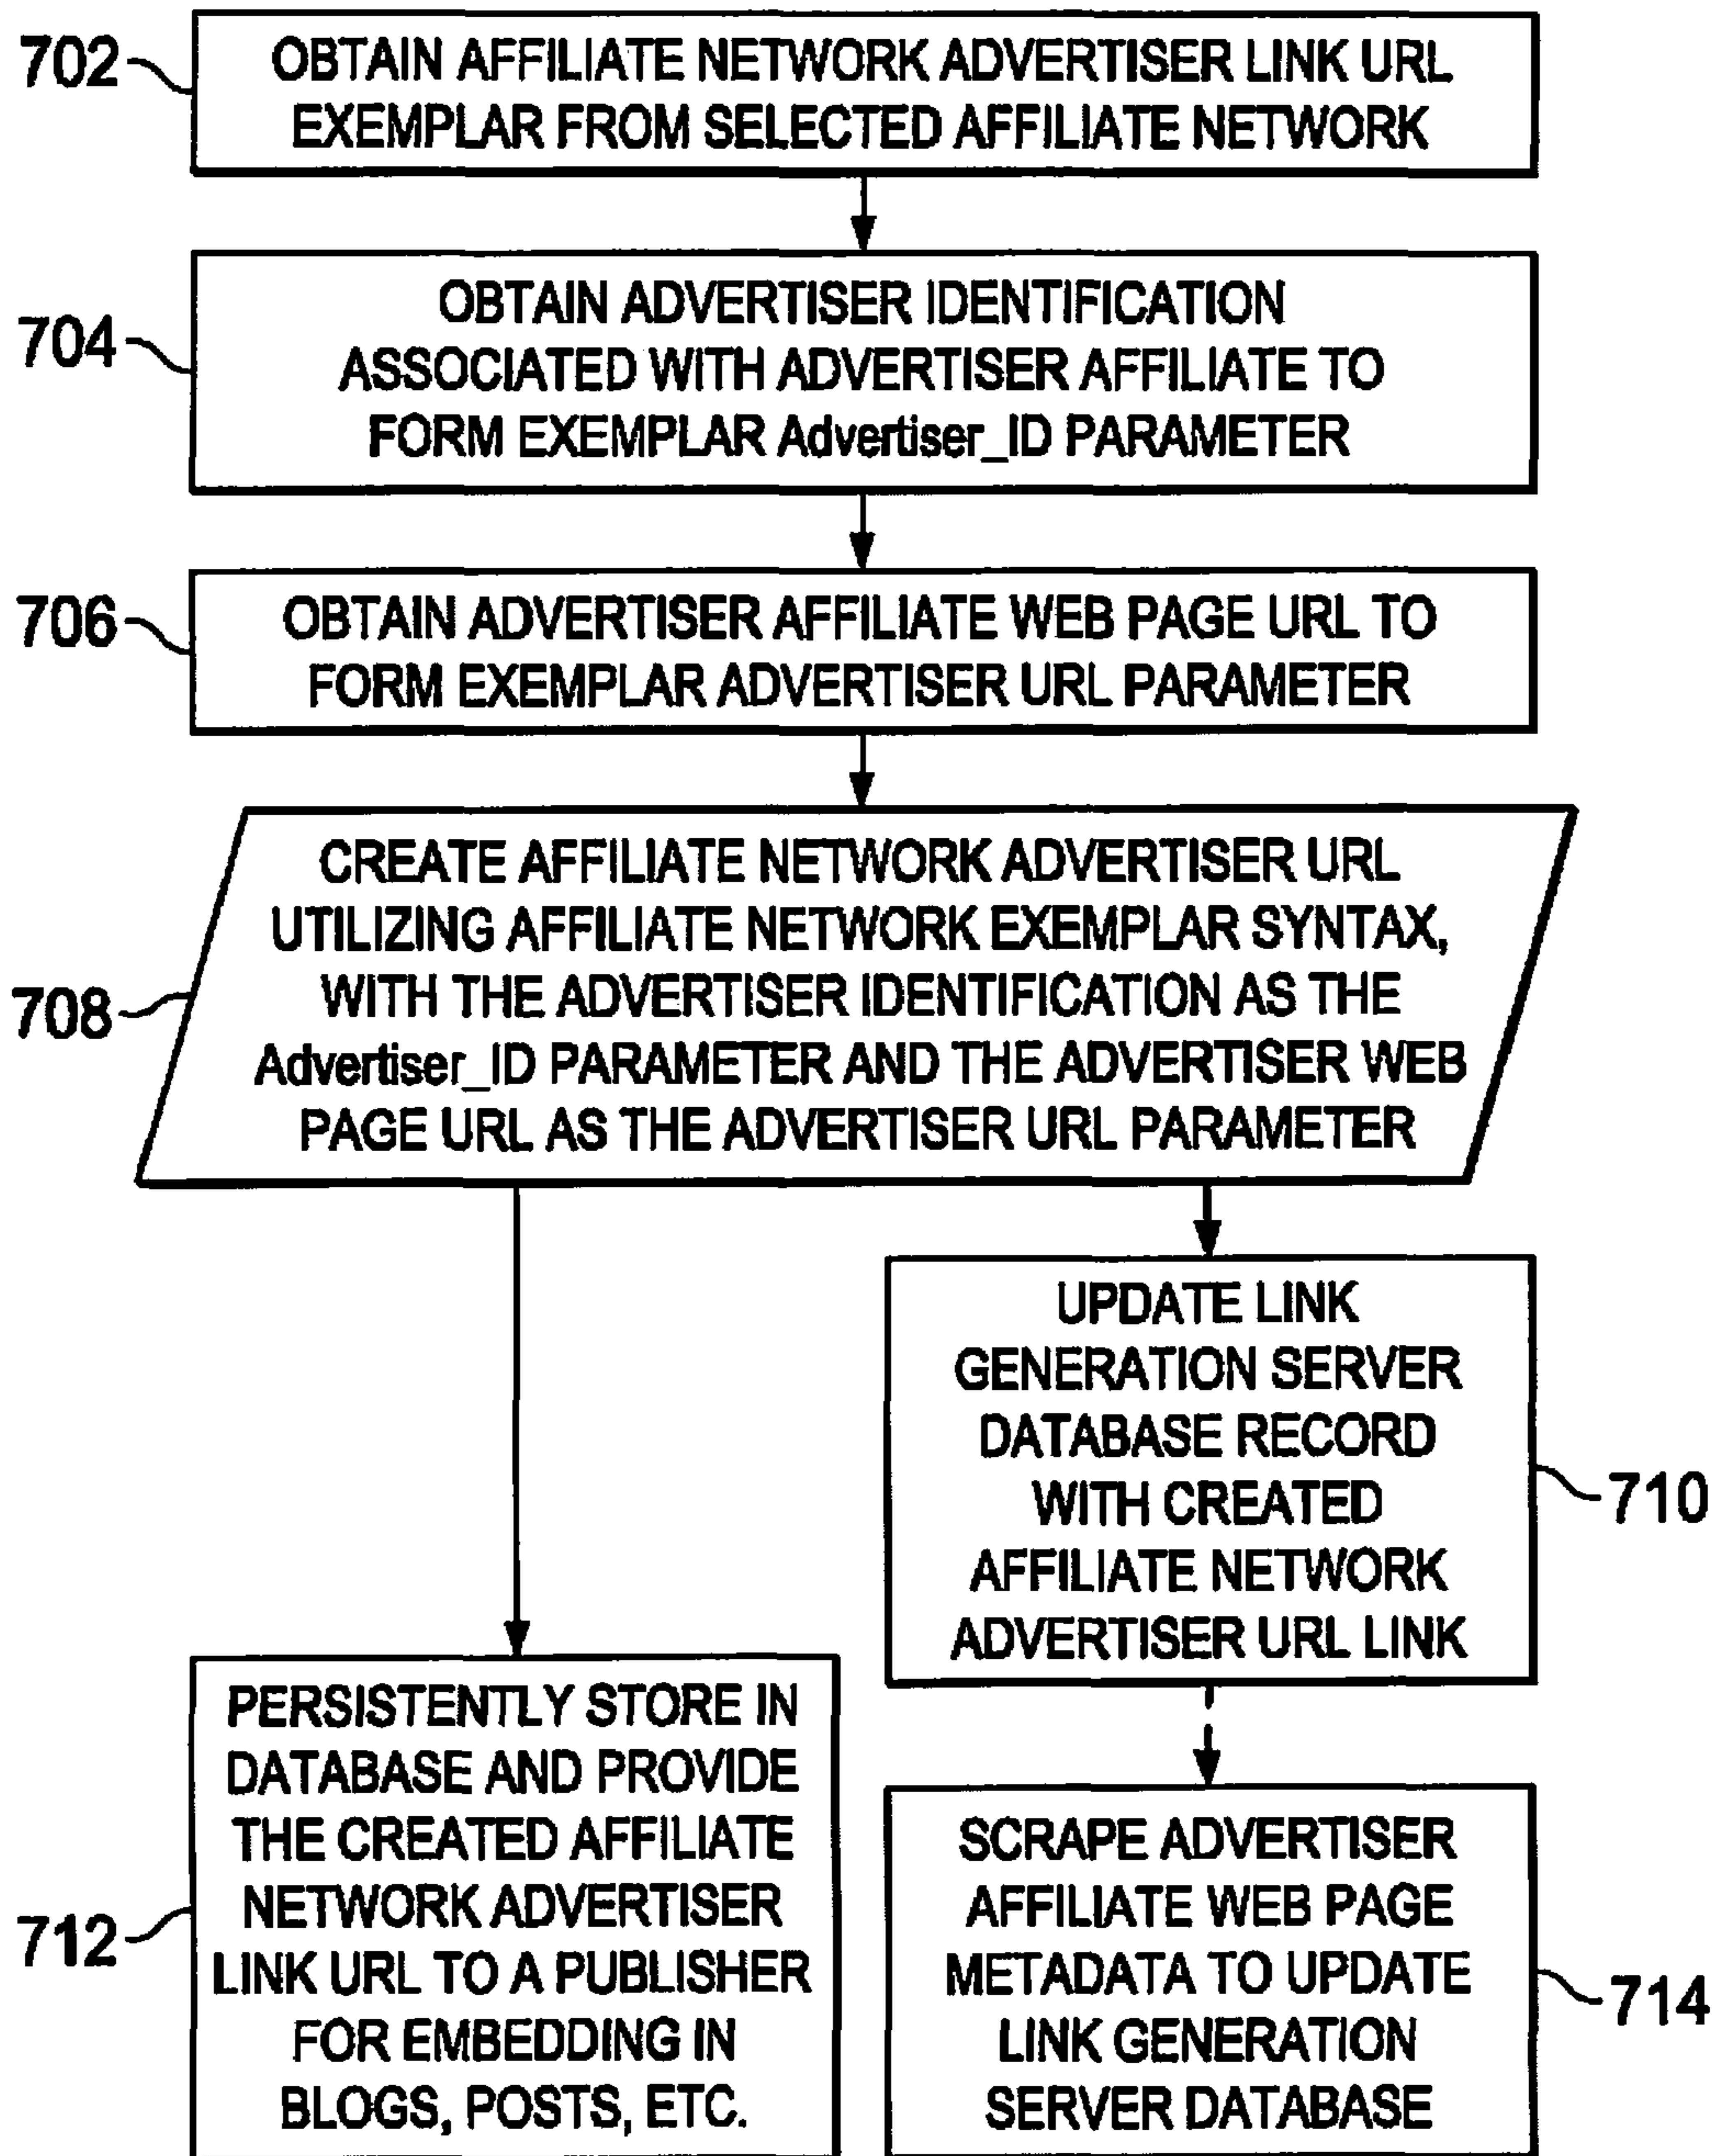 702
OBTAIN AFFILIATE NETWORK ADVERTISER LINK URL
EXEMPLAR FROM SELECTED AFFILIATE NETWORK
704
OBTAIN ADVERTISER IDENTIFICATION
ASSOCIATED WITH ADVERTISER AFFILIATE TO
FORM EXEMPLAR Advertiser_ID PARAMETER
706
OBTAIN ADVERTISER AFFILIATE WEB PAGE URL TO
FORM EXEMPLAR ADVERTISER URL PARAMETER
708
CREATE AFFILIATE NETWORK ADVERTISER URL
UTILIZING AFFILIATE NETWORK EXEMPLAR SYNTAX,
WITH THE ADVERTISER IDENTIFICATION AS THE
Advertiser_ID PARAMETER AND THE ADVERTISER WEB
PAGE URL AS THE ADVERTISER URL PARAMETER
UPDATE LINK
GENERATION SERVER
DATABASE RECORD
WITH CREATED
AFFILIATE NETWORK
ADVERTISER URL LINK
710
712
PERSISTENTLY STORE IN
DATABASE AND PROVIDE
THE CREATED AFFILIATE
NETWORK ADVERTISER
LINK URL TO A PUBLISHER
FOR EMBEDDING IN
BLOGS, POSTS, ETC.
SCRAPE ADVERTISER
AFFILIATE WEB PAGE
METADATA TO UPDATE
LINK GENERATION
SERVER DATABASE
714